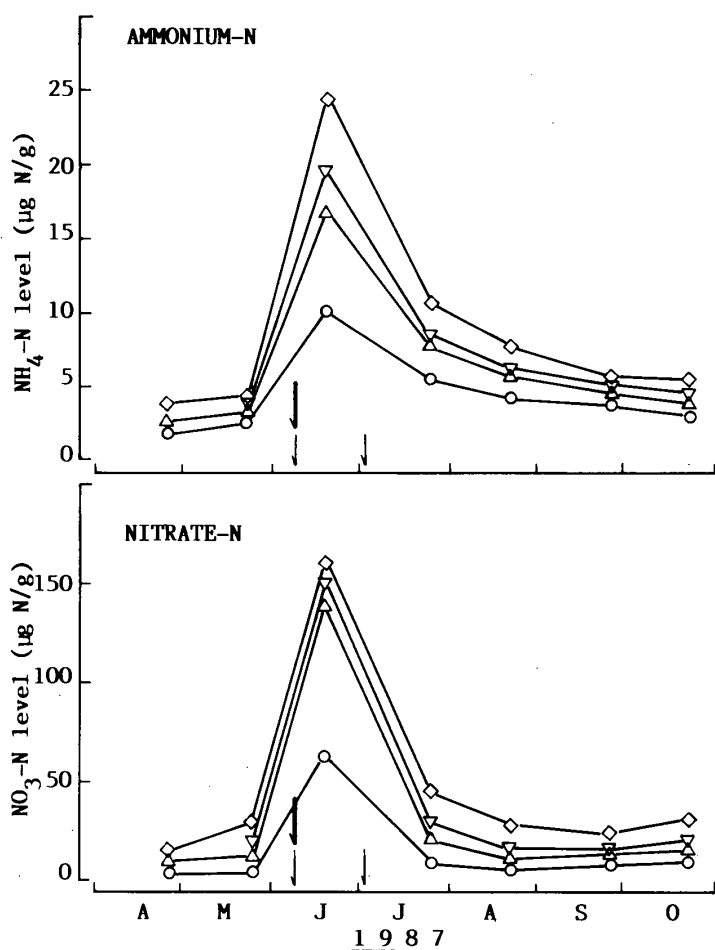 AMMONIUM-N
25
20
15
10
5
0
NH4-N level (µg N/g)
NITRATE-N
150
100
50
0
NO3-N level (µg N/g)
A M J J A S O
1987